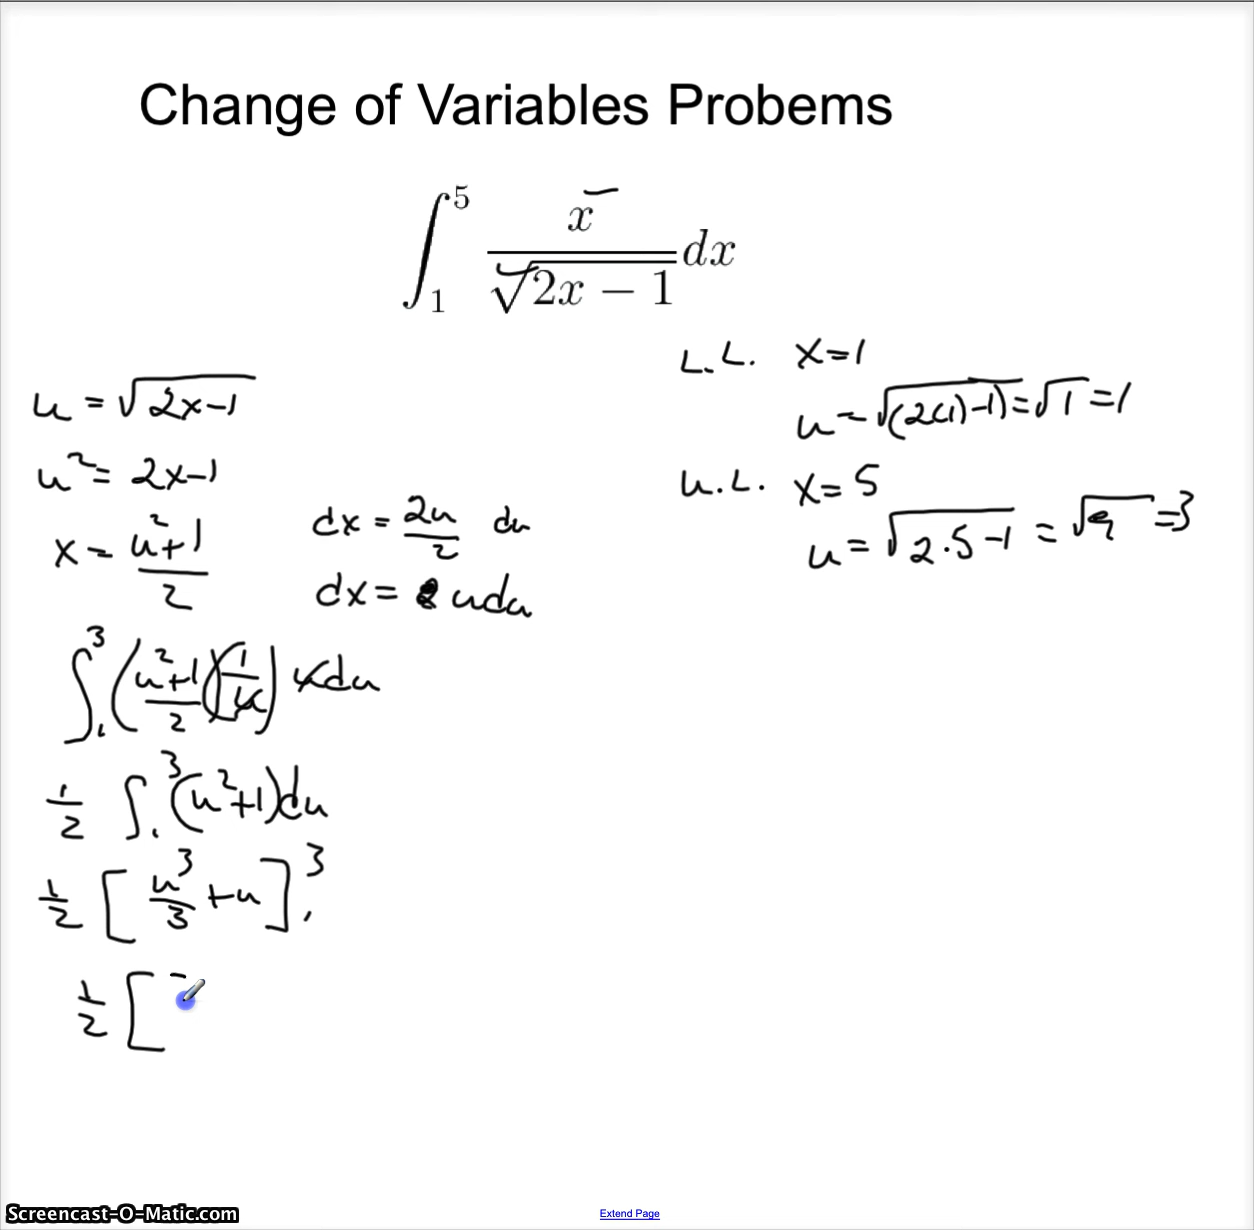 Change of Variables Probems
∫₁⁵ x/√(2x − 1) dx
L.L. x=1
u = √(2x-1)
u = √(2(1)-1) = √1 = 1
u² = 2x-1
U.L. x=5
x = (u²+1)/2
dx = 2u/2 du
u = √(2·5-1) = √9 = 3
dx = u du
∫₁³ ((u²+1)/2)(1/u) u du
1/2 ∫₁³ (u²+1) du
1/2 [u³/3 + u]₁³
1/2 [
Screencast-O-Matic.com
Extend Page